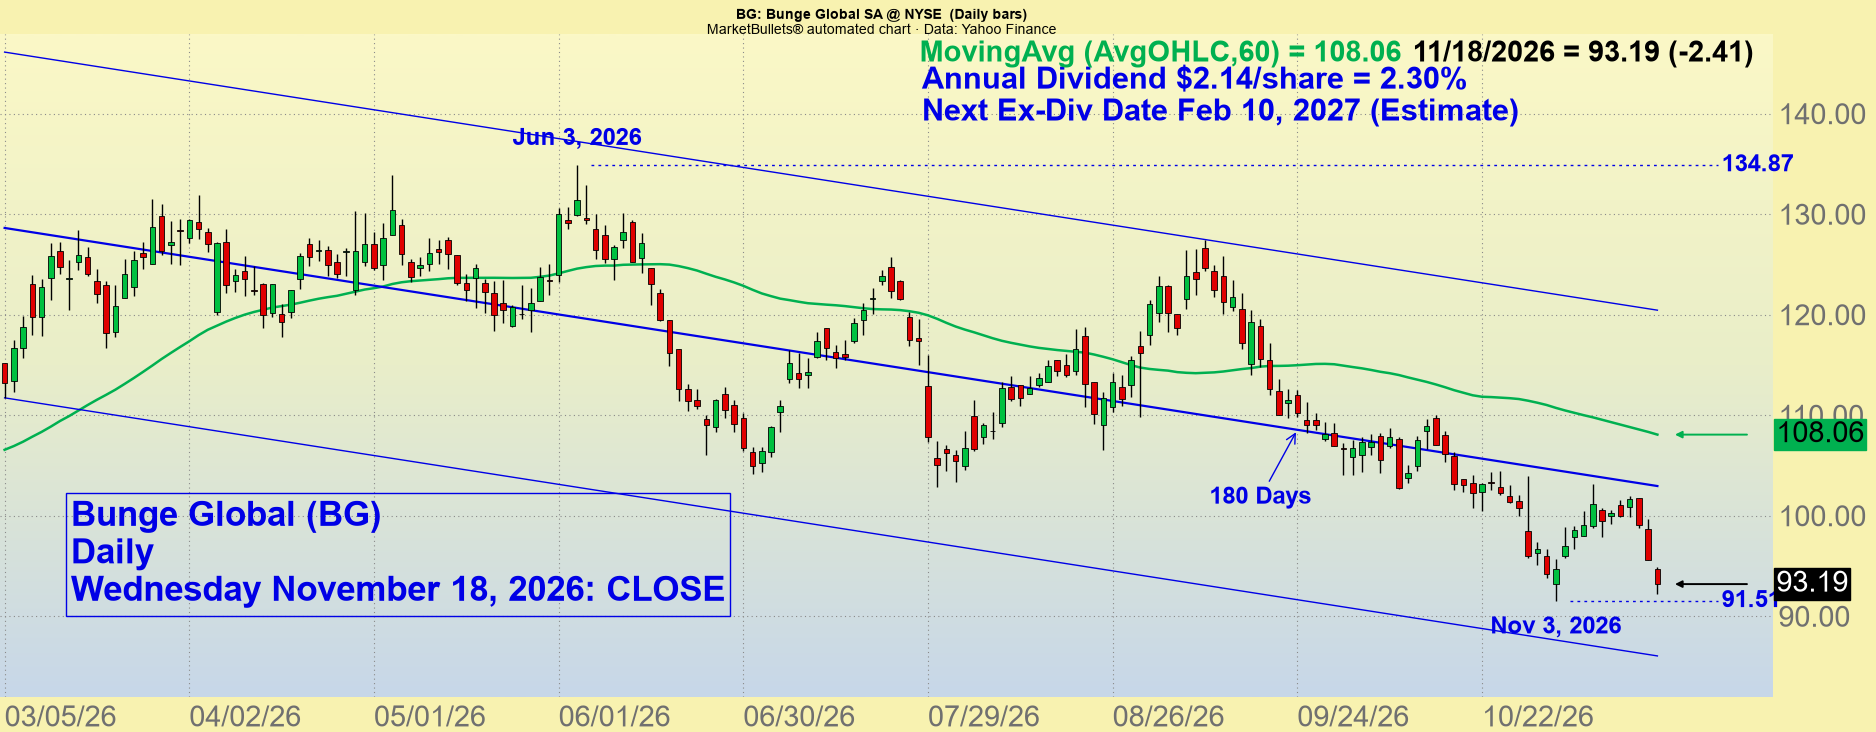 BG: Bunge Global SA @ NYSE (Daily bars)
MarketBullets® automated chart · Data: Yahoo Finance
MovingAvg (AvgOHLC,60) = 108.06 11/18/2026 = 93.19 (-2.41)
Annual Dividend $2.14/share = 2.30%
Next Ex-Div Date Feb 10, 2027 (Estimate)
140.00
Jun 3, 2026
134.87
130.00
120.00
110.00
108.06
180 Days
Bunge Global (BG)
Daily
Wednesday November 18, 2026: CLOSE
100.00
93.19
91.51
90.00
Nov 3, 2026
03/05/26 04/02/26 05/01/26 06/01/26 06/30/26 07/29/26 08/26/26 09/24/26 10/22/26